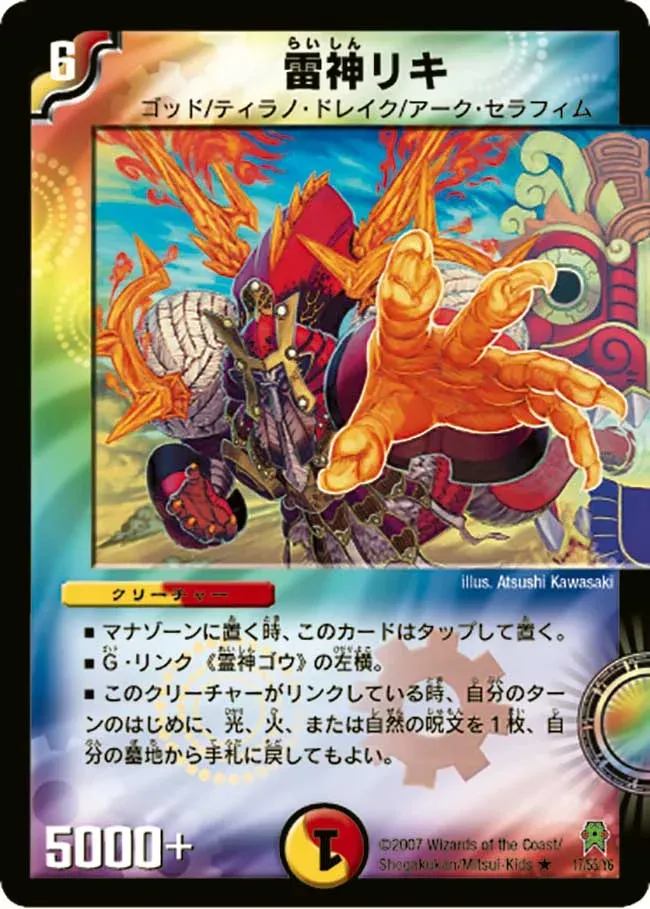 6
らいしん
雷神リキ
ゴッド/ティラノ・ドレイク/アーク・セラフィム
illus. Atsushi Kawasaki
クリーチャー
■ マナゾーンに置く時、このカードはタップして置く。
■ G・リンク 《霊神ゴウ》の左横。
■ このクリーチャーがリンクしている時、自分のター
ンのはじめに、光、火、または自然の呪文を1枚、自
分の墓地から手札に戻してもよい。
5000+
1
©2007 Wizards of the Coast/
Shogakukan/Mitsui-Kids ★
17/55 Y6